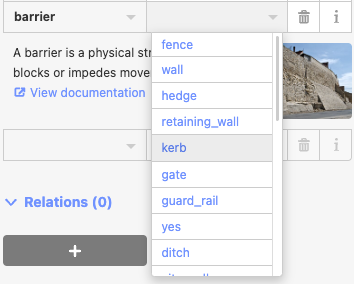 barrier
A barrier is a physical str
blocks or impedes move
View documentation
fence
wall
hedge
retaining_wall
kerb
gate
guard_rail
yes
ditch
Relations (0)